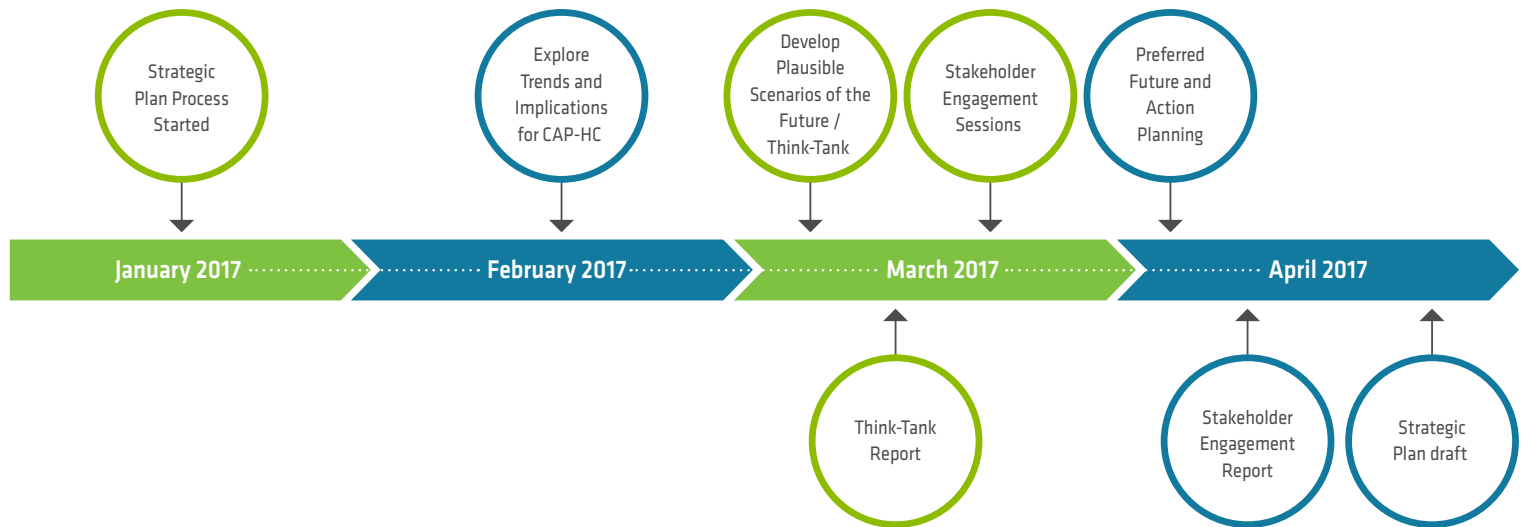 Strategic
Plan Process
Started
Explore
Trends and
Implications
for CAP-HC
Develop
Plausible
Scenarios of the
Future /
Think-Tank
Stakeholder
Engagement
Sessions
Preferred
Future and
Action
Planning
January 2017
February 2017
March 2017
April 2017
Think-Tank
Report
Stakeholder
Engagement
Report
Strategic
Plan draft